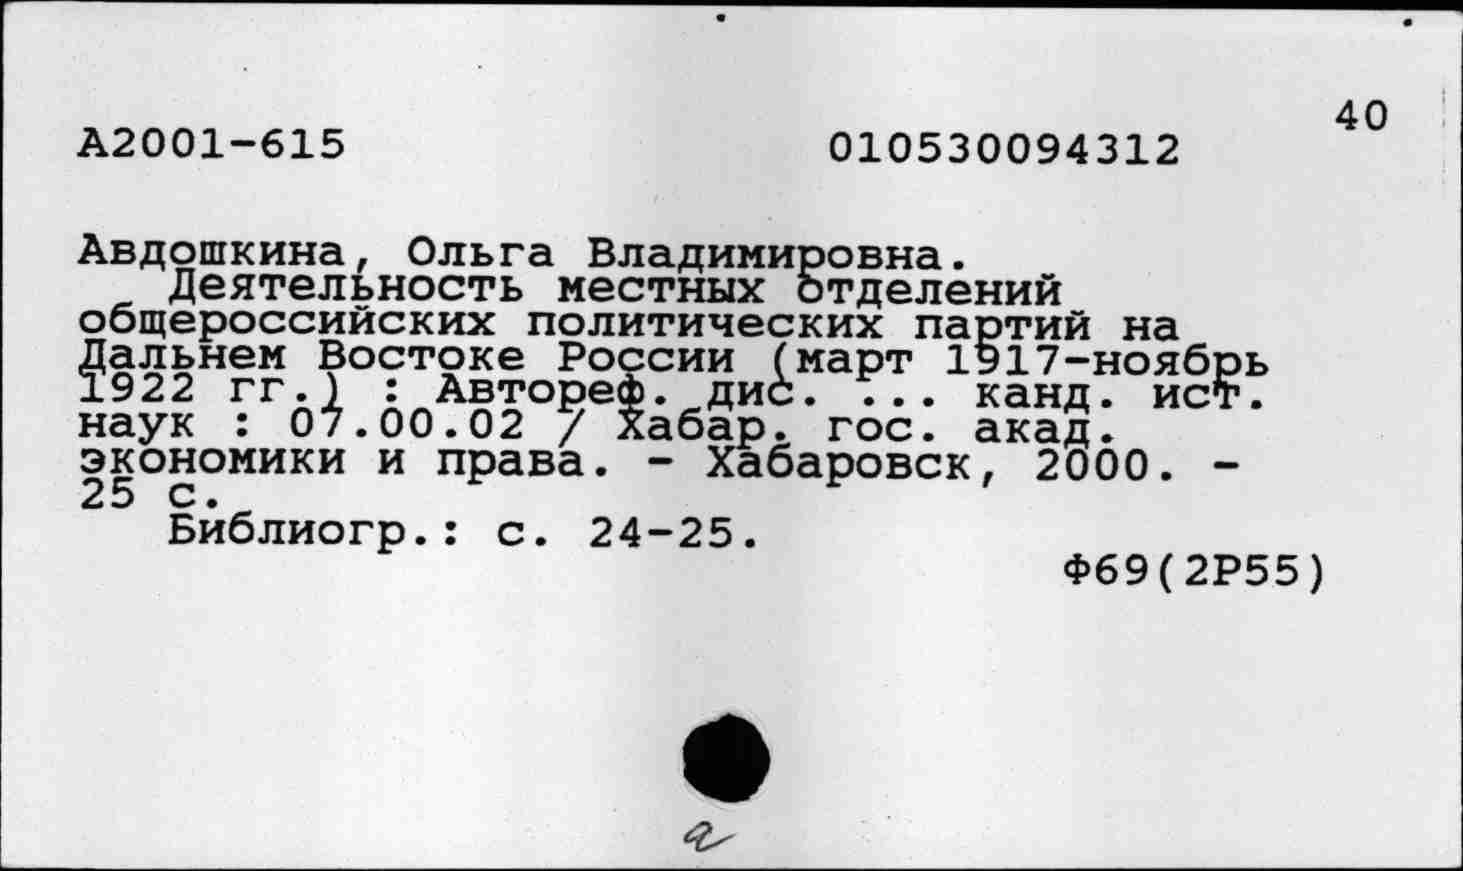 40
А2001-615 010530094312
Авдошкина, Ольга Владимировна.
Деятельность местных отделений
общероссийских политических партий на
Дальнем Востоке России (март 1917-ноябрь
1922 гг.) : Автореф. дис. ... канд. ист.
наук : 07.00.02 / Хабар. гос. акад.
экономики и права. - Хабаровск, 2000. -
25 с.
Библиогр.: с. 24-25.
Ф69(2Р55)